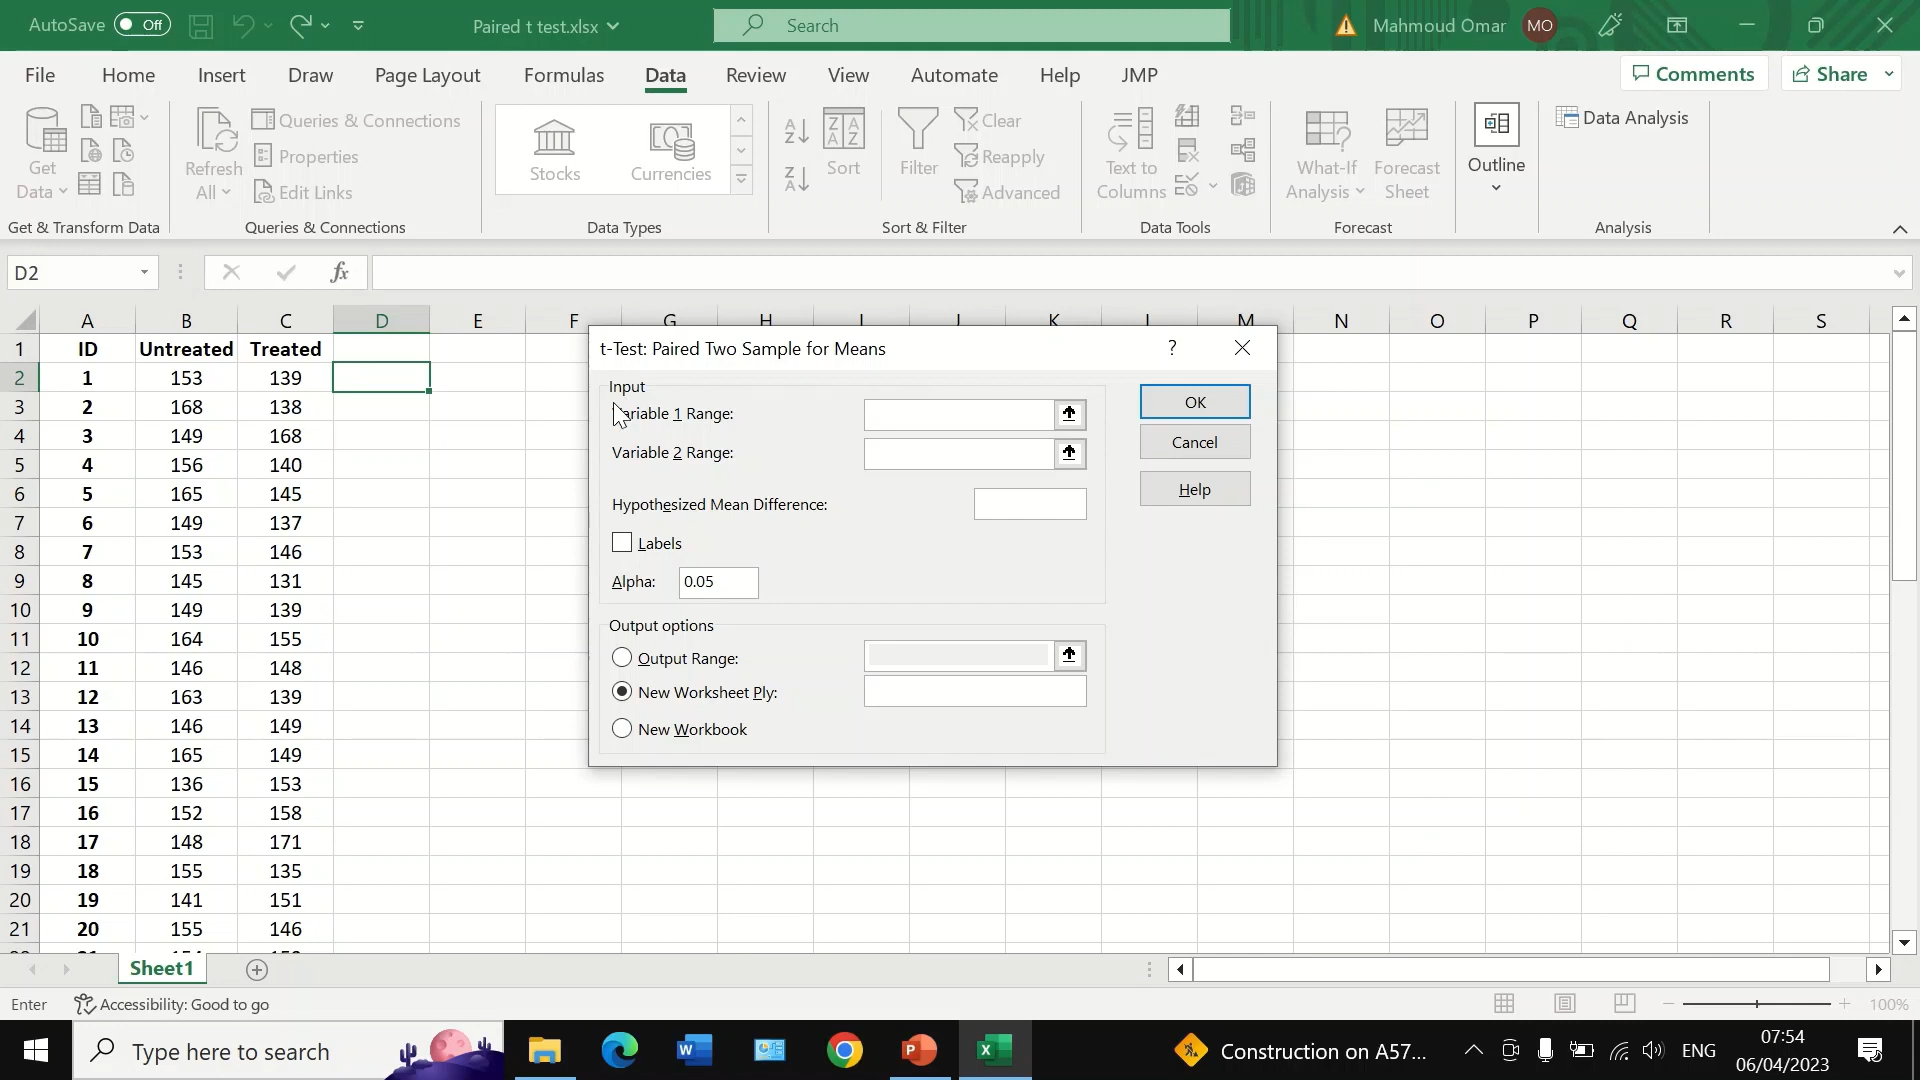 AutoSave Off Paired t test.xlsx Search Mahmoud Omar MO
File Home Insert Draw Page Layout Formulas Data Review View Automate Help JMP Comments Share
Get Data
Refresh All
Queries & Connections
Properties
Edit Links
Stocks Currencies
Sort
Filter
Clear
Reapply
Advanced
Text to Columns
What-If Analysis
Forecast Sheet
Outline
Data Analysis
Get & Transform Data Queries & Connections Data Types Sort & Filter Data Tools Forecast Analysis
D2 fx
A B C D E F G H I J K L M N O P Q R S
1 ID Untreated Treated
2 1 153 139
3 2 168 138
4 3 149 168
5 4 156 140
6 5 165 145
7 6 149 137
8 7 153 146
9 8 145 131
10 9 149 139
11 10 164 155
12 11 146 148
13 12 163 139
14 13 146 149
15 14 165 149
16 15 136 153
17 16 152 158
18 17 148 171
19 18 155 135
20 19 141 151
21 20 155 146
t-Test: Paired Two Sample for Means ?
Input
Variable 1 Range:
Variable 2 Range:
Hypothesized Mean Difference:
Labels
Alpha: 0.05
Output options
Output Range:
New Worksheet Ply:
New Workbook
OK
Cancel
Help
Sheet1
Enter Accessibility: Good to go 100%
Type here to search Construction on A57... ENG 07:54
06/04/2023